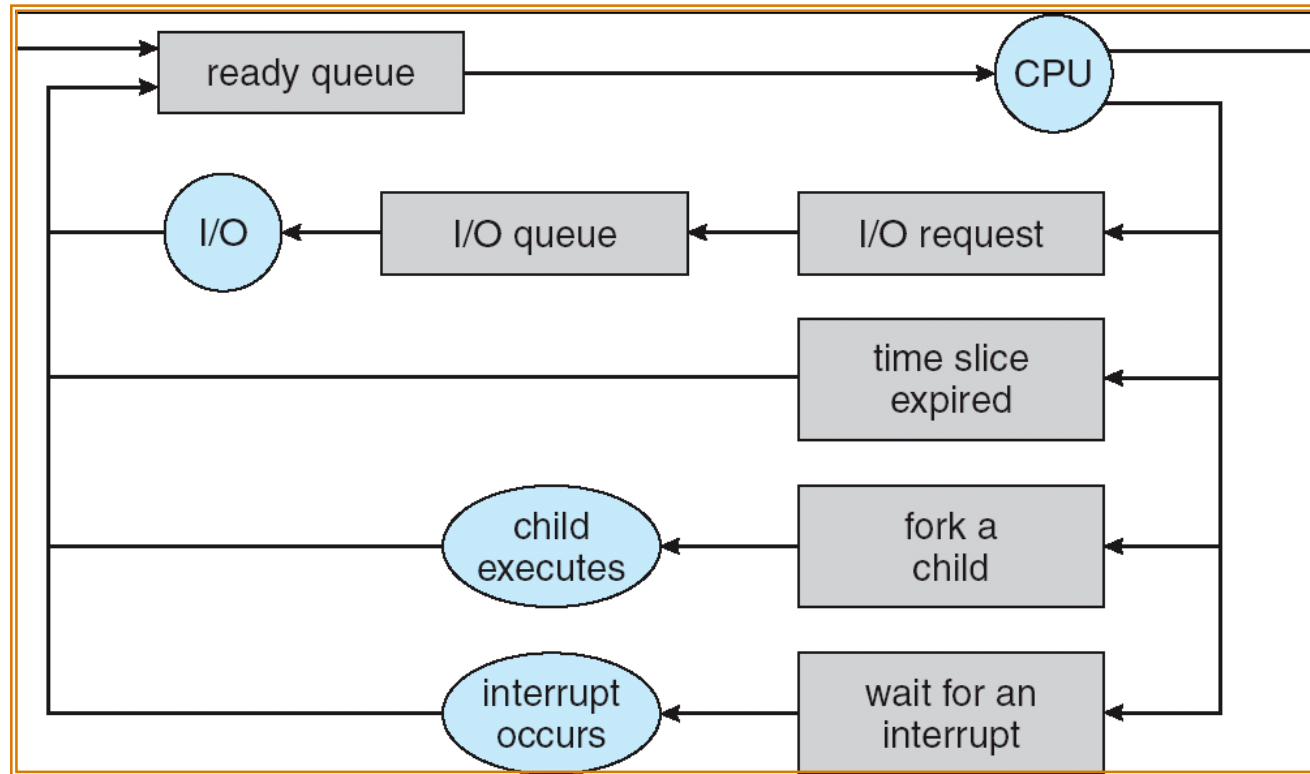 ready queue
CPU
I/O
I/O queue
I/O request
time slice
expired
child
executes
fork a
child
interrupt
occurs
wait for an
interrupt